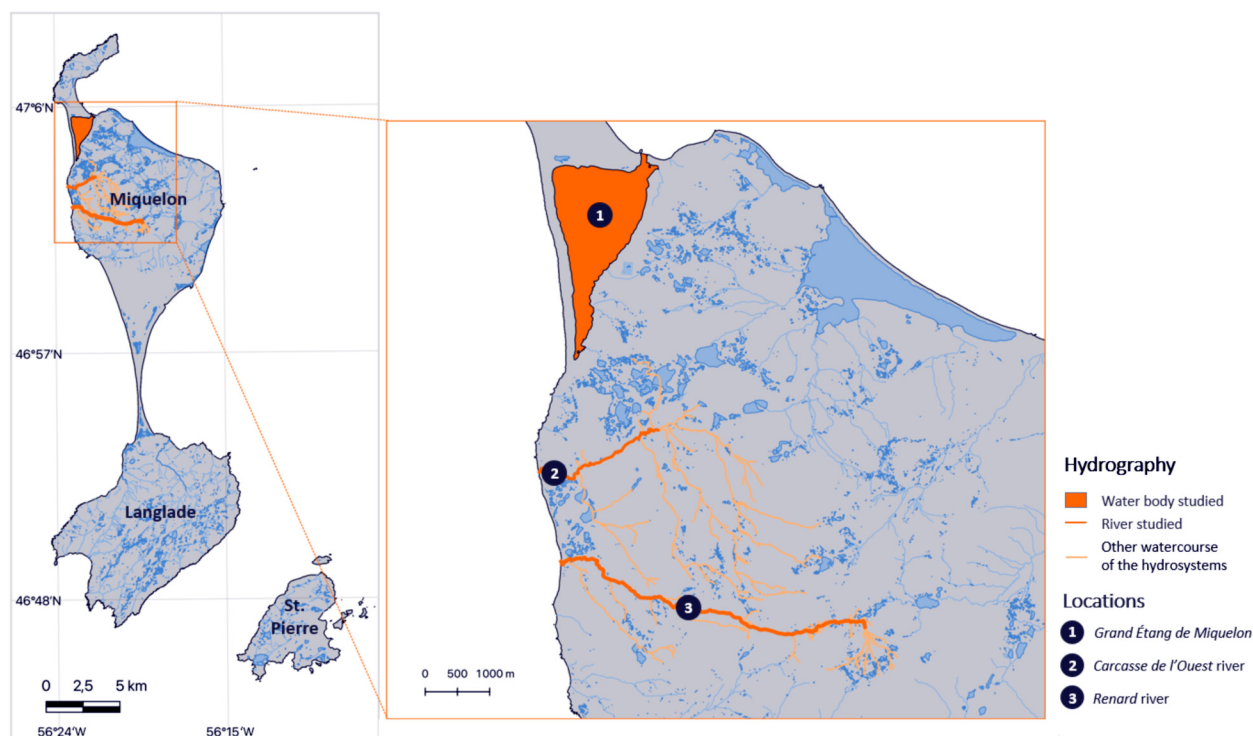 47°6'N
Miquelon
46°57'N
Langlade
46°48'N
St.
Pierre
0 2,5 5 km
56°24'W 56°15'W
1
2
3
0 500 1000 m
Hydrography
Water body studied
River studied
Other watercourse
of the hydrosystems
Locations
1 Grand Étang de Miquelon
2 Carcasse de l'Ouest river
3 Renard river